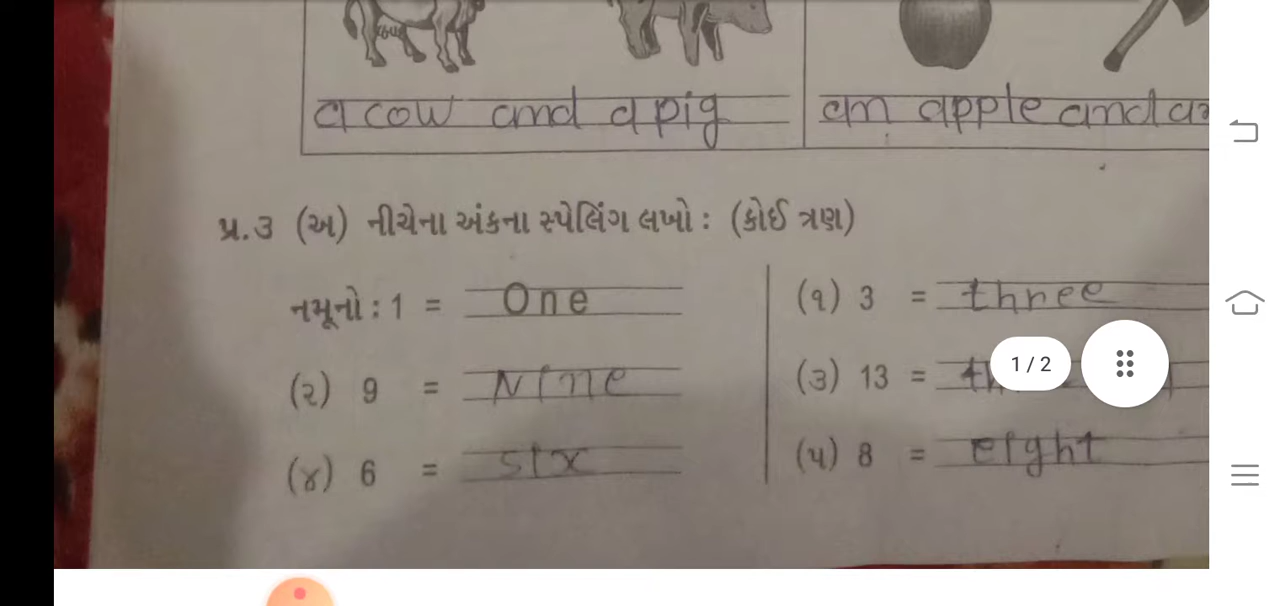 a cow and a pig
an apple and
પ્ર.૩ (અ) નીચેના અંકના સ્પેલિંગ લખો : (કોઈ ત્રણ)
નમૂનો : 1 = One
(૧) 3 = three
(૨) 9 = Nine
(૩) 13 =
1 / 2
(૪) 6 = six
(૫) 8 = eight